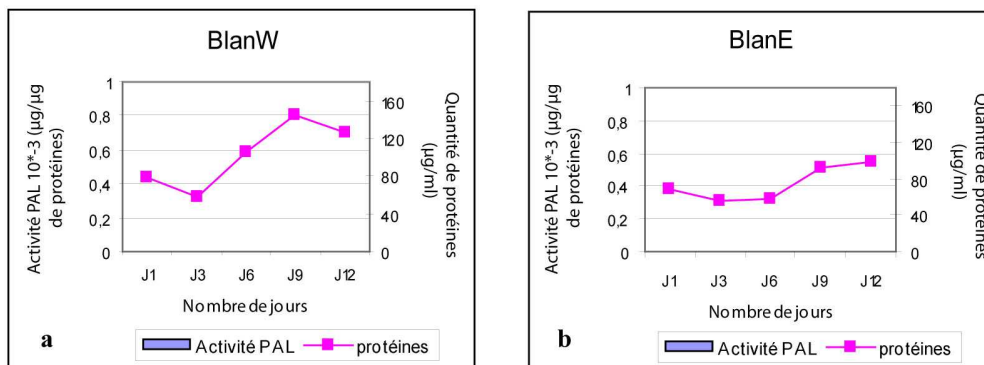 BlanW
Activité PAL 10*-3 (µg/µg
de protéines)
1
0,8
0,6
0,4
0,2
0
160
120
80
40
0
Quantité de protéines
(µg/ml)
J1 J3 J6 J9 J12
Nombre de jours
a
Activité PAL protéines
BlanE
Activité PAL 10*-3 (µg/µg
de protéines)
1
0,8
0,6
0,4
0,2
0
160
120
80
40
0
Quantité de protéines
(µg/ml)
J1 J3 J6 J9 J12
Nombre de jours
b
Activité PAL protéines